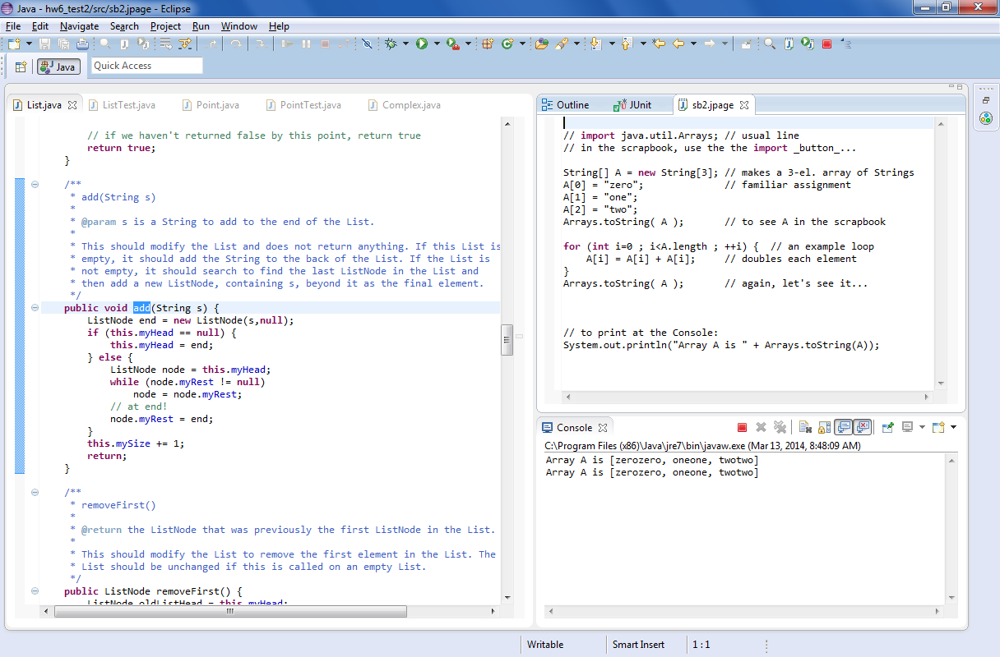 Java - hw6_test2/src/sb2.jpage - Eclipse
File Edit Navigate Search Project Run Window Help
Java
Quick Access
List.java ListTest.java Point.java PointTest.java Complex.java
// if we haven't returned false by this point, return true
return true;
}
/**
* add(String s)
*
* @param s is a String to add to the end of the List.
*
* This should modify the List and does not return anything. If this List is
* empty, it should add the String to the back of the List. If the List is
* not empty, it should search to find the last ListNode in the List and
* then add a new ListNode, containing s, beyond it as the final element.
*/
public void add(String s) {
ListNode end = new ListNode(s,null);
if (this.myHead == null) {
this.myHead = end;
} else {
ListNode node = this.myHead;
while (node.myRest != null)
node = node.myRest;
// at end!
node.myRest = end;
}
this.mySize += 1;
return;
}
/**
* removeFirst()
*
* @return the ListNode that was previously the first ListNode in the List.
*
* This should modify the List to remove the first element in the List. The
* List should be unchanged if this is called on an empty List.
*/
public ListNode removeFirst() {
ListNode oldListHead = this.myHead;
Outline JUnit sb2.jpage
// import java.util.Arrays; // usual line
// in the scrapbook, use the the import _button_...
String[] A = new String[3]; // makes a 3-el. array of Strings
A[0] = "zero"; // familiar assignment
A[1] = "one";
A[2] = "two";
Arrays.toString( A ); // to see A in the scrapbook
for (int i=0 ; i<A.length ; ++i) { // an example loop
A[i] = A[i] + A[i]; // doubles each element
}
Arrays.toString( A ); // again, let's see it...
// to print at the Console:
System.out.println("Array A is " + Arrays.toString(A));
Console
C:\Program Files (x86)\Java\jre7\bin\javaw.exe (Mar 13, 2014, 8:48:09 AM)
Array A is [zerozero, oneone, twotwo]
Array A is [zerozero, oneone, twotwo]
Writable Smart Insert 1 : 1